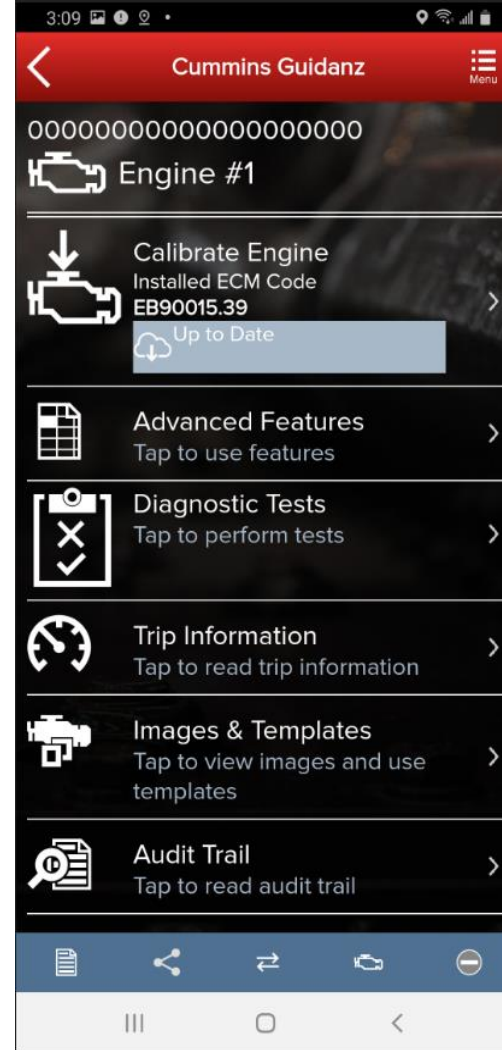 3:09
Cummins Guidanz
Menu
00000000000000000000
Engine #1
Calibrate Engine
Installed ECM Code
EB90015.39
Up to Date
Advanced Features
Tap to use features
Diagnostic Tests
Tap to perform tests
Trip Information
Tap to read trip information
Images & Templates
Tap to view images and use
templates
Audit Trail
Tap to read audit trail